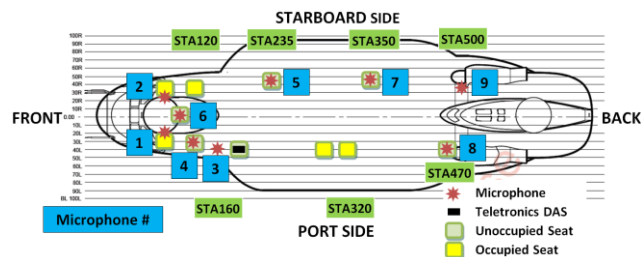 STARBOARD SIDE
100R
90R
80R
70R
60R
50R
40R
30R
20R
10R
0.00
10L
20L
30L
40L
50L
60L
70L
80L
90L
BL 100L
STA120
STA235
STA350
STA500
2
5
7
9
FRONT
6
BACK
1
4
3
8
STA470
STA160
STA320
PORT SIDE
Microphone #
Microphone
Teletronics DAS
Unoccupied Seat
Occupied Seat